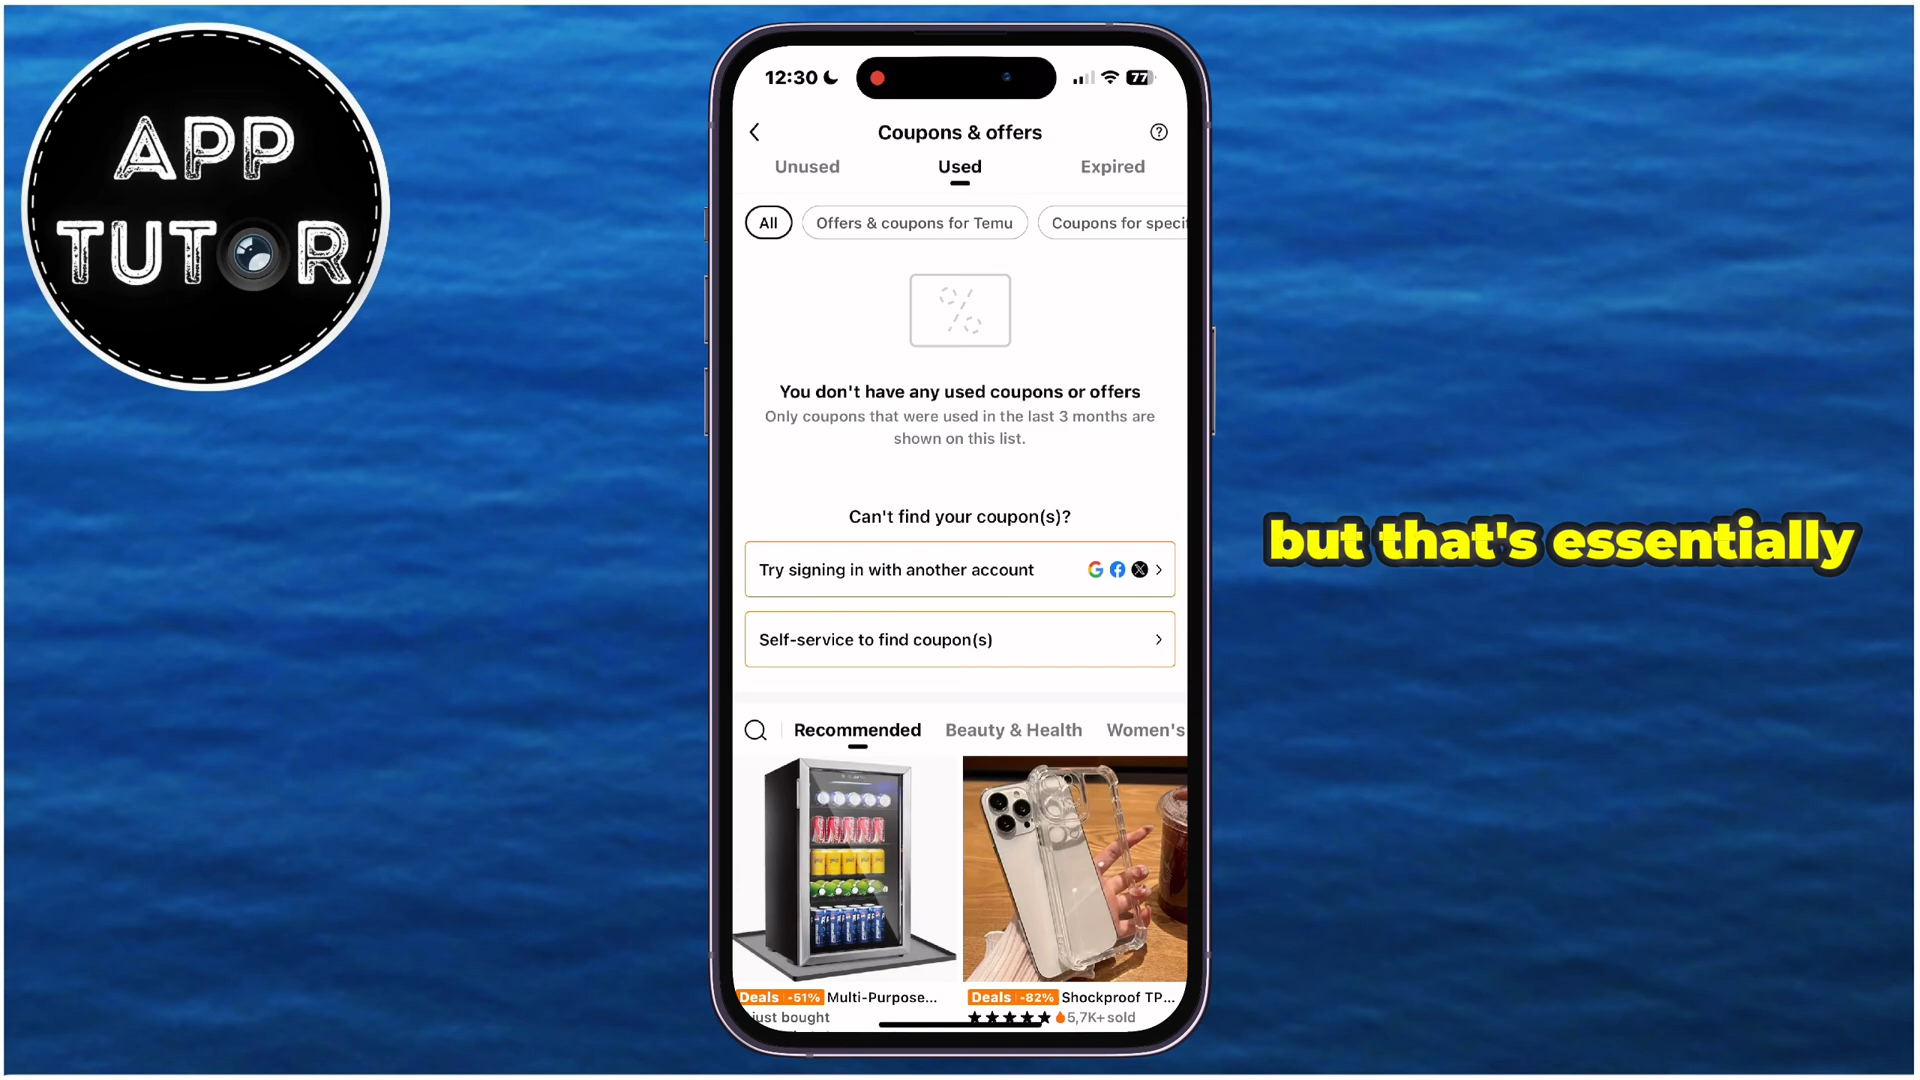 APP
TUTOR
12:30
77
Coupons & offers
Unused
Used
Expired
All
Offers & coupons for Temu
Coupons for specif
You don't have any used coupons or offers
Only coupons that were used in the last 3 months are
shown on this list.
Can't find your coupon(s)?
Try signing in with another account
Self-service to find coupon(s)
but that's essentially
Recommended
Beauty & Health
Women's
Deals -51% Multi-Purpose...
just bought
Deals -82% Shockproof TP...
5,7K+ sold